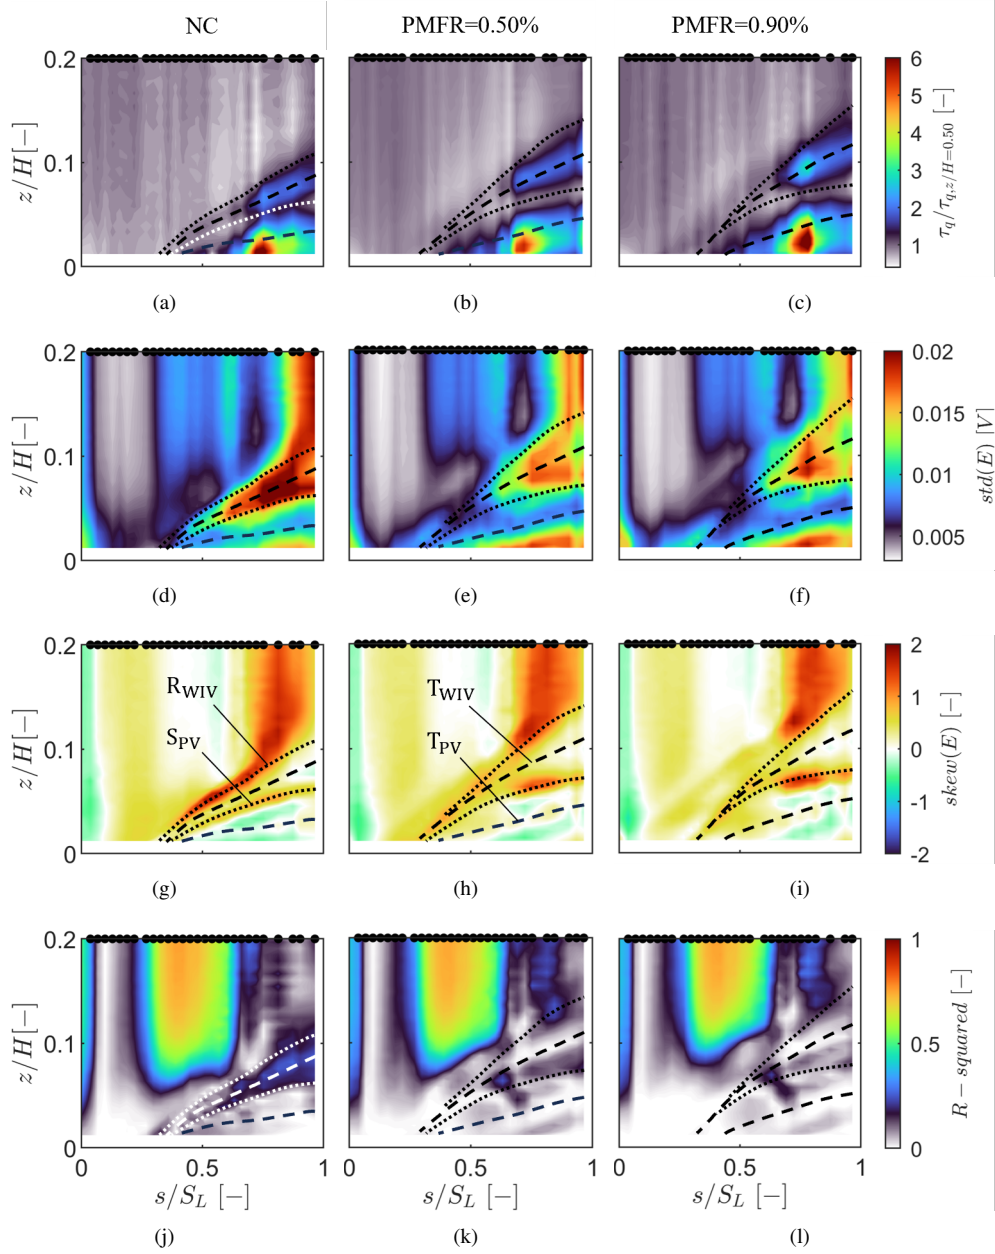 NC PMFR=0.50% PMFR=0.90%
0.2 6
z/H[−] 0.1 5
4
3
2
1
τq/τq,z/H=0.50 [−]
0
(a) (b) (c)
0.2 0.02
z/H[−] 0.1 0.015
0.01
0.005
std(E) [V]
0
(d) (e) (f)
0.2 2
RWIV TWIV 1
SPV TPV
z/H[−] 0.1 0
-1
-2
skew(E) [−]
0
(g) (h) (i)
0.2 1
z/H[−] 0.1 0.5
R − squared [−]
0 0
0 0.5 1 0 0.5 1 0 0.5 1
s/SL [−] s/SL [−] s/SL [−]
(j) (k) (l)